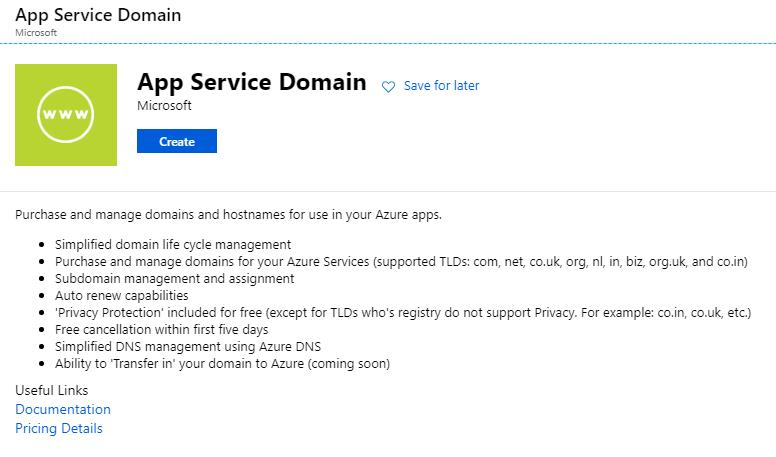 App Service Domain
Microsoft
App Service Domain
Save for later
Microsoft
www
Create
Purchase and manage domains and hostnames for use in your Azure apps.
• Simplified domain life cycle management
• Purchase and manage domains for your Azure Services (supported TLDs: com, net, co.uk, org, nl, in, biz, org.uk, and co.in)
• Subdomain management and assignment
• Auto renew capabilities
• 'Privacy Protection' included for free (except for TLDs who's registry do not support Privacy. For example: co.in, co.uk, etc.)
• Free cancellation within first five days
• Simplified DNS management using Azure DNS
• Ability to 'Transfer in' your domain to Azure (coming soon)
Useful Links
Documentation
Pricing Details